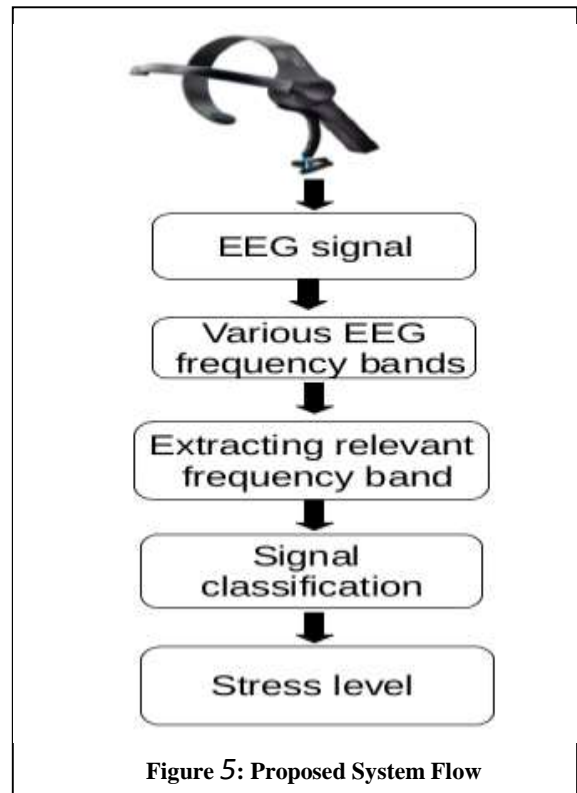 EEG signal
Various EEG
frequency bands
Extracting relevant
frequency band
Signal
classification
Stress level
Figure 5: Proposed System Flow